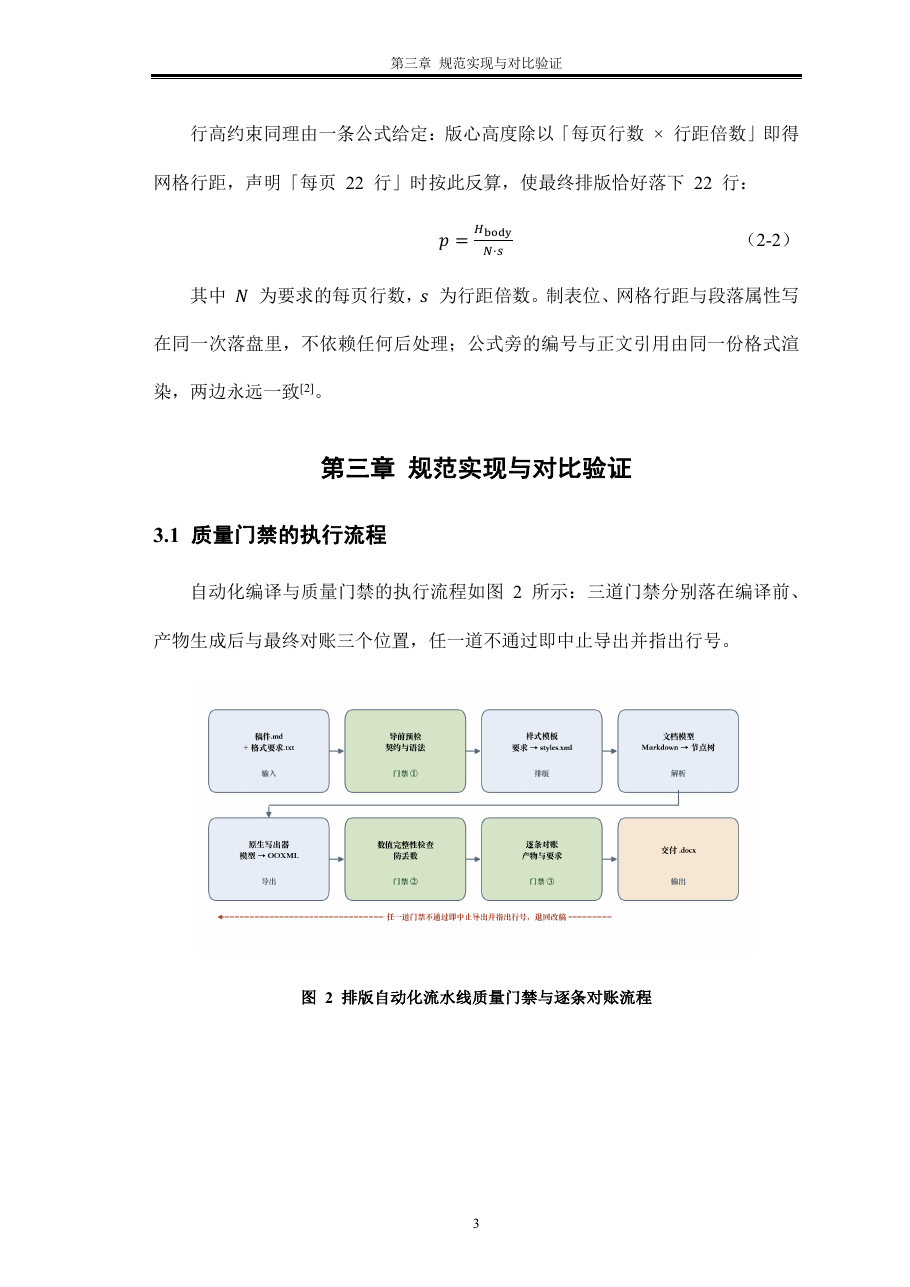 第三章 规范实现与对比验证
行高约束同理由一条公式给定：版心高度除以「每页行数 × 行距倍数」即得
网格行距，声明「每页 22 行」时按此反算，使最终排版恰好落下 22 行：
p = H_body / (N·s) （2-2）
其中 N 为要求的每页行数，s 为行距倍数。制表位、网格行距与段落属性写
在同一次落盘里，不依赖任何后处理；公式旁的编号与正文引用由同一份格式渲
染，两边永远一致[2]。
第三章 规范实现与对比验证
3.1 质量门禁的执行流程
自动化编译与质量门禁的执行流程如图 2 所示：三道门禁分别落在编译前、
产物生成后与最终对账三个位置，任一道不通过即中止导出并指出行号。
稿件.md
+ 格式要求.txt
输入
导前预检
契约与语法
门禁 ①
样式模板
要求 → styles.xml
排版
文档模型
Markdown → 节点树
解析
原生写出器
模型 → OOXML
导出
数值完整性检查
防丢数
门禁 ②
逐条对账
产物与要求
门禁 ③
交付 .docx
输出
任一道门禁不通过即中止导出并指出行号，退回改稿
图 2 排版自动化流水线质量门禁与逐条对账流程
3